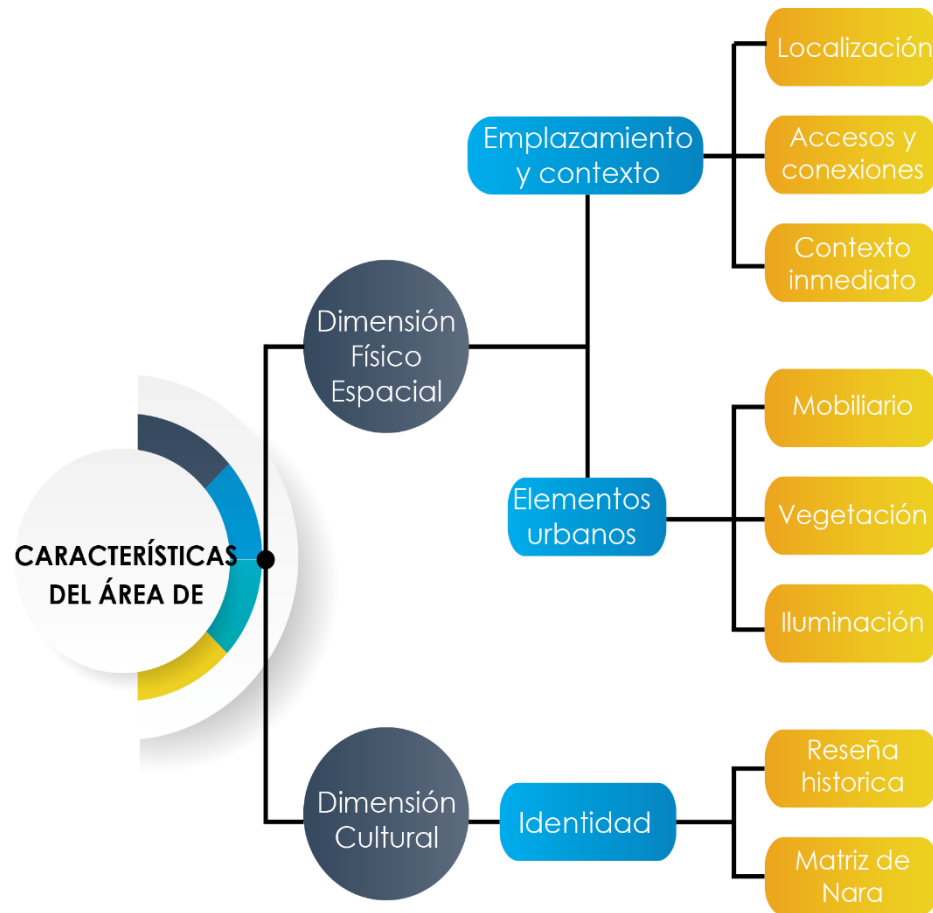 CARACTERÍSTICAS
DEL ÁREA DE
Dimensión
Físico
Espacial
Emplazamiento
y contexto
Localización
Accesos y
conexiones
Contexto
inmediato
Elementos
urbanos
Mobiliario
Vegetación
Iluminación
Dimensión
Cultural
Identidad
Reseña
historica
Matriz de
Nara